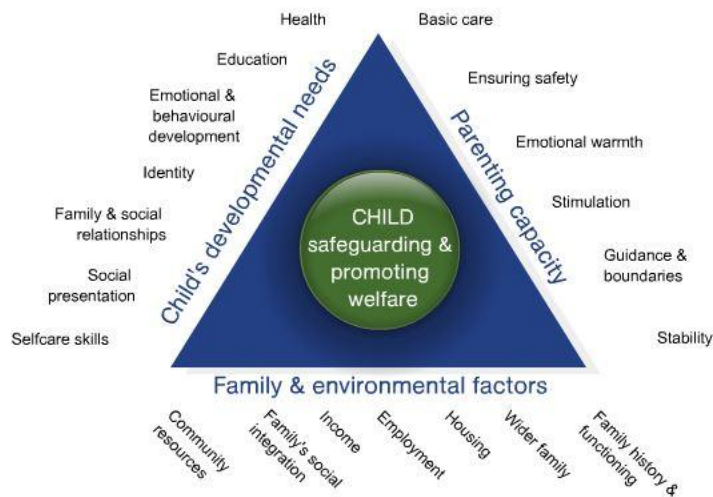 Health
Education
Emotional &
behavioural
development
Identity
Family & social
relationships
Social
presentation
Selfcare skills
Child's developmental needs
Basic care
Ensuring safety
Emotional warmth
Stimulation
Guidance &
boundaries
Stability
Parenting capacity
CHILD
safeguarding &
promoting
welfare
Family & environmental factors
Community
resources
Family's social
integration
Income
Employment
Housing
Wider family
Family history &
functioning